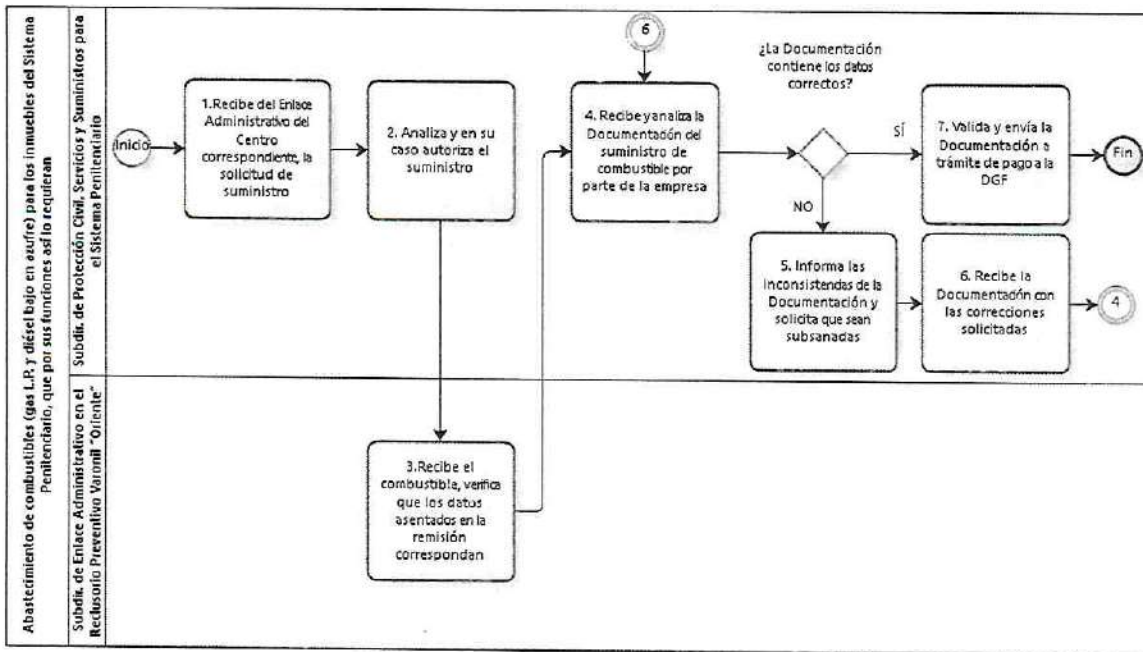 Abastecimiento de combustibles (gas L.P. y diésel bajo en azufre) para los inmuebles del Sistema
Penitenciario, que por sus funciones así lo requieran
Subdir. de Protección Civil, Servicios y Suministros para
el Sistema Penitenciario
Inicio
1.Recibe del Enlace
Administrativo del
Centro
correspondiente, la
solicitud de
suministro
2. Analiza y en su
caso autoriza el
suministro
6
4. Recibe y analiza la
Documentación del
suministro de
combustible por
parte de la empresa
¿La Documentación
contiene los datos
correctos?
SÍ
7. Valida y envía la
Documentación a
trámite de pago a la
DGF
Fin
NO
5. Informa las
inconsistencias de la
Documentación y
solicita que sean
subsanadas
6. Recibe la
Documentación con
las correcciones
solicitadas
4
Subdir. de Enlace Administrativo en el
Reclusorio Preventivo Varonil "Oriente"
3.Recibe el
combustible, verifica
que los datos
asentados en la
remisión
correspondan